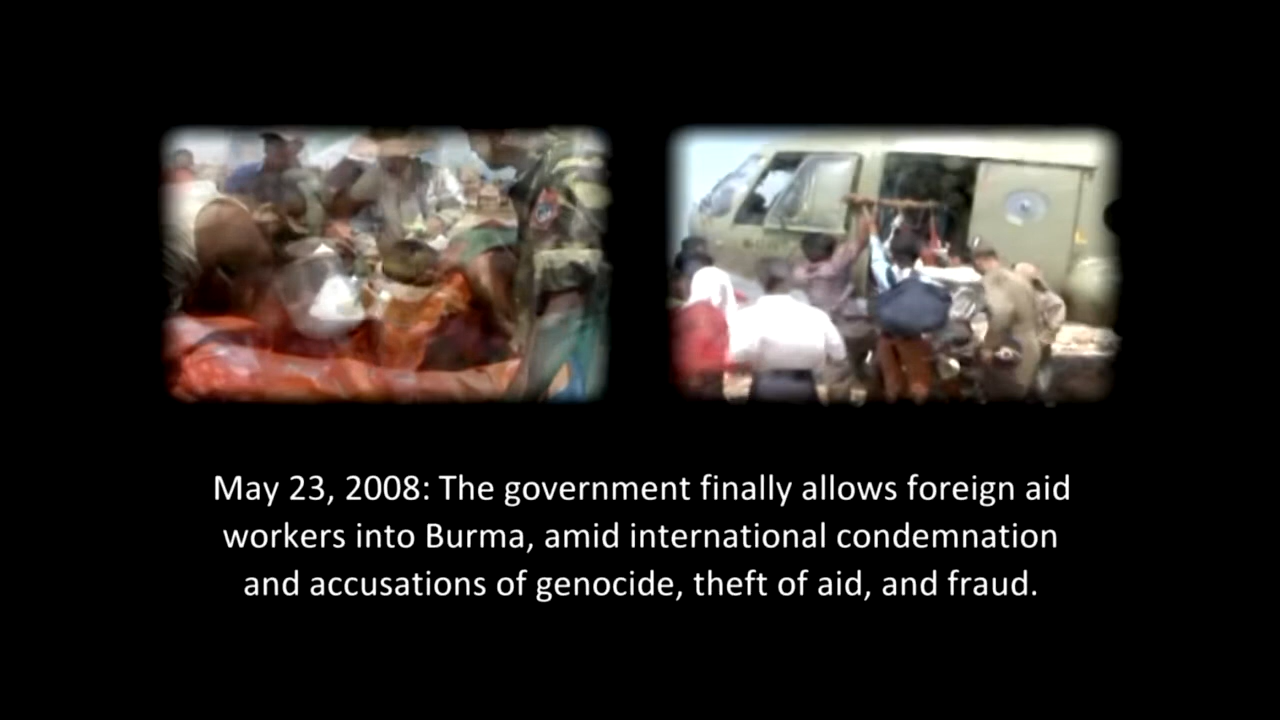 May 23, 2008: The government finally allows foreign aid
workers into Burma, amid international condemnation
and accusations of genocide, theft of aid, and fraud.